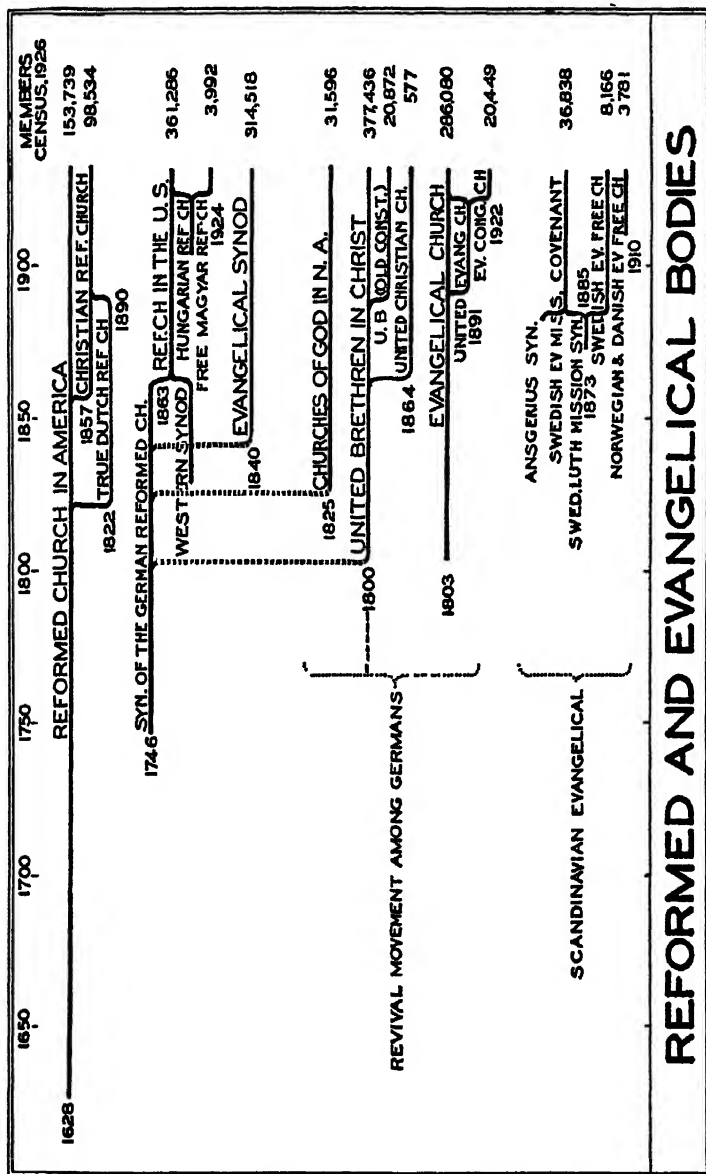 MEMBERS
CENSUS, 1926
1650 1700 1750 1800 1850 1900
1628
REFORMED CHURCH IN AMERICA
153,739
1857
CHRISTIAN REF. CHURCH
98,534
TRUE DUTCH REF. CH
1822
1890
SYN. OF THE GERMAN REFORMED CH.
1746
1863
REF. CH IN THE U. S.
361,286
WESTERN SYNOD
HUNGARIAN REF CH
FREE MAGYAR REF-CH
3,992
1924
EVANGELICAL SYNOD
314,518
1840
CHURCHES OF GOD IN N. A.
31,596
1825
UNITED BRETHREN IN CHRIST
377,436
1800
U. B (OLD CONST.)
20,872
UNITED CHRISTIAN CH.
577
1864
REVIVAL MOVEMENT AMONG GERMANS
EVANGELICAL CHURCH
286,080
1803
UNITED EVANG CH.
1891
EV. CONG. CH
20,449
1922
SCANDINAVIAN EVANGELICAL
ANSGERIUS SYN.
SWEDISH EV MISS. COVENANT
36,838
1885
SWED. LUTH MISSION SYN.
1873
SWEDISH EV. FREE CH
8,166
NORWEGIAN & DANISH EV FREE CH
3 781
1910
REFORMED AND EVANGELICAL BODIES